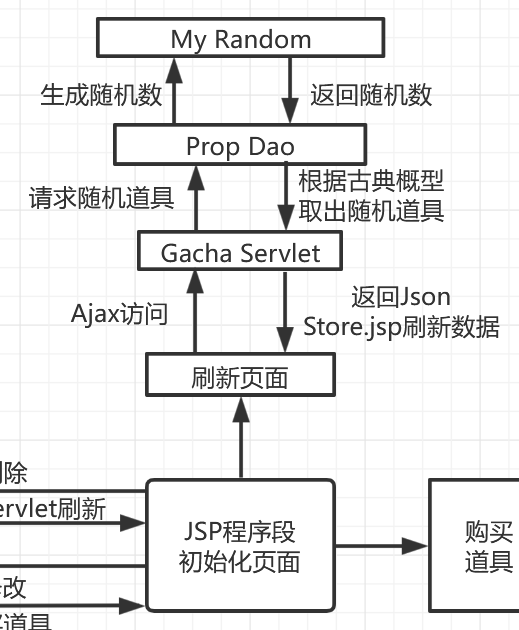 My Random
生成随机数
返回随机数
Prop Dao
请求随机道具
根据古典概型
取出随机道具
Gacha Servlet
Ajax访问
返回Json
Store.jsp刷新数据
刷新页面
除
ervlet刷新
JSP程序段
初始化页面
购买
道具
改
道具